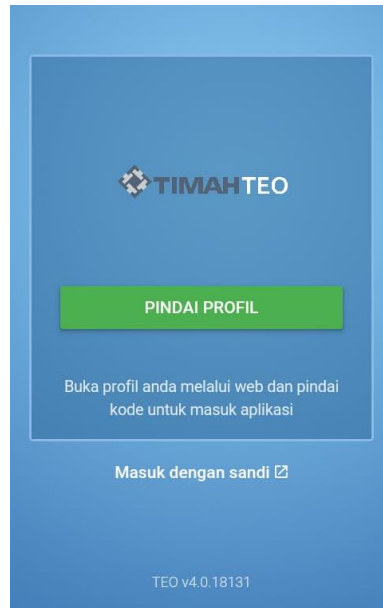 TIMAHTEO
PINDAI PROFIL
Buka profil anda melalui web dan pindai
kode untuk masuk aplikasi
Masuk dengan sandi
TEO v4.0.18131